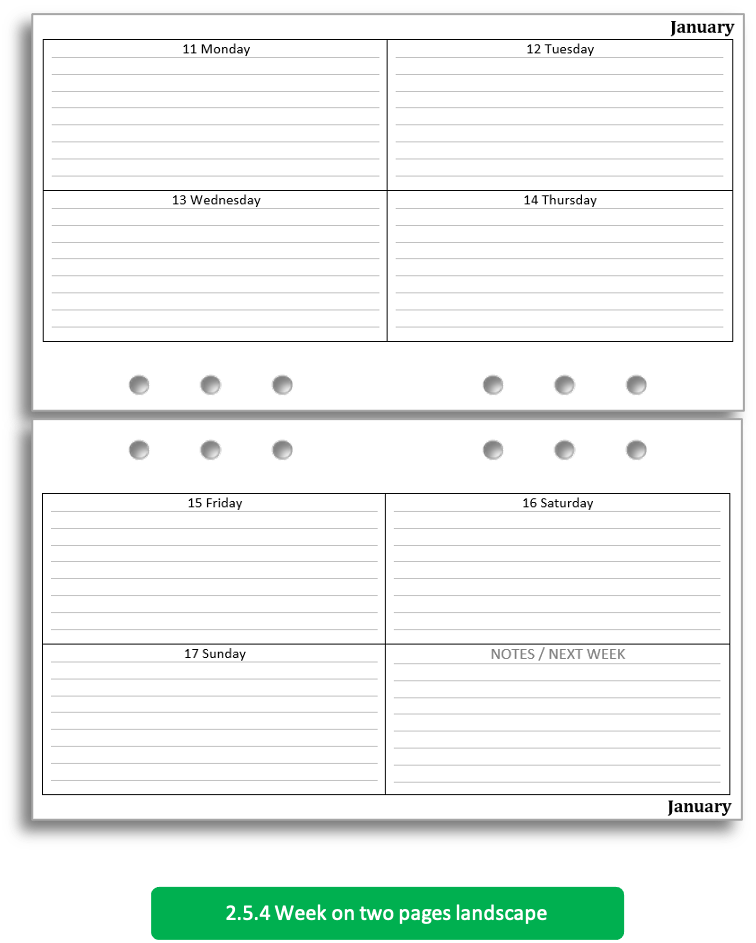 January
11 Monday
12 Tuesday
13 Wednesday
14 Thursday
15 Friday
16 Saturday
17 Sunday
NOTES / NEXT WEEK
January
2.5.4 Week on two pages landscape